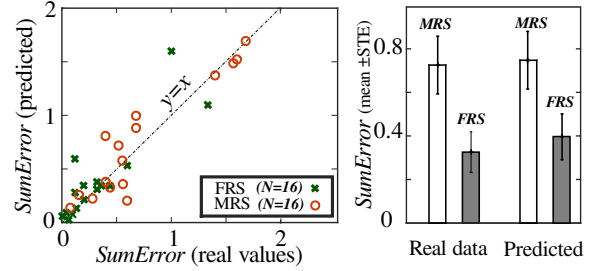 2
1
0
SumError (predicted)
y=x
FRS (N=16)
MRS (N=16)
0
1
2
SumError (real values)
0.8
0.4
0
SumError (mean ±STE)
MRS
FRS
MRS
FRS
Real data
Predicted